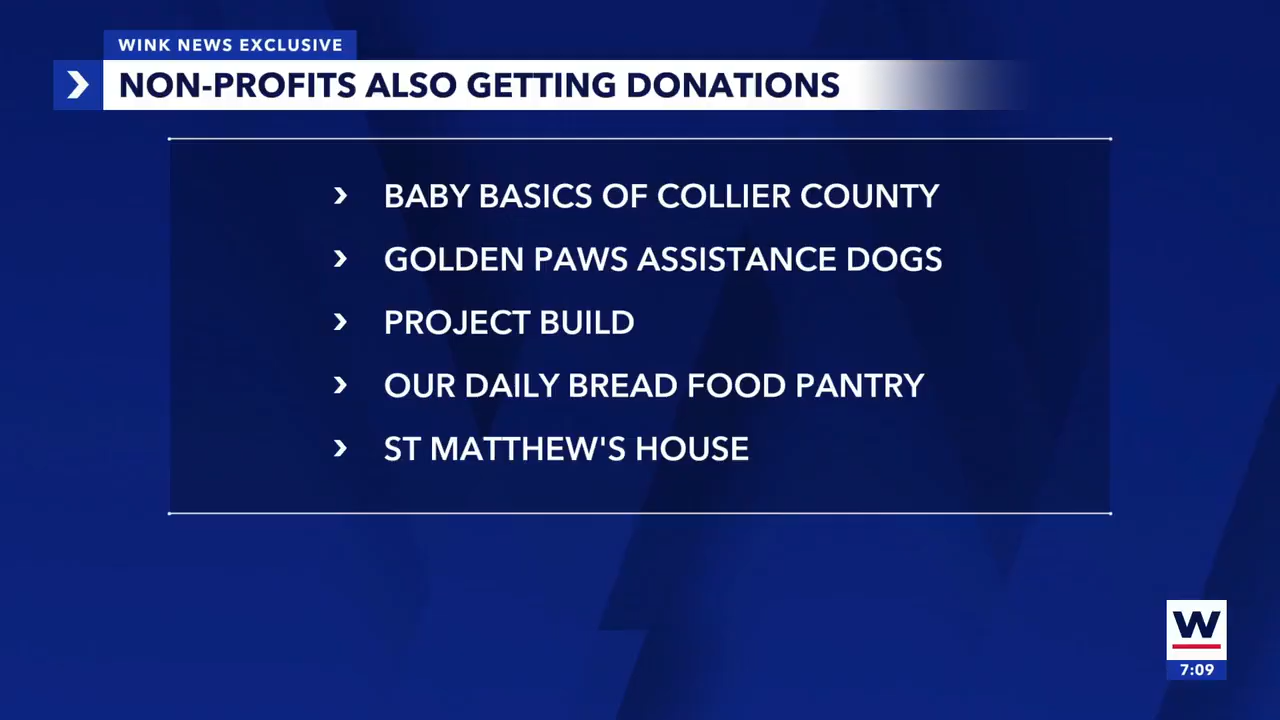 WINK NEWS EXCLUSIVE
NON-PROFITS ALSO GETTING DONATIONS
BABY BASICS OF COLLIER COUNTY
GOLDEN PAWS ASSISTANCE DOGS
PROJECT BUILD
OUR DAILY BREAD FOOD PANTRY
ST MATTHEW'S HOUSE
W
7:09